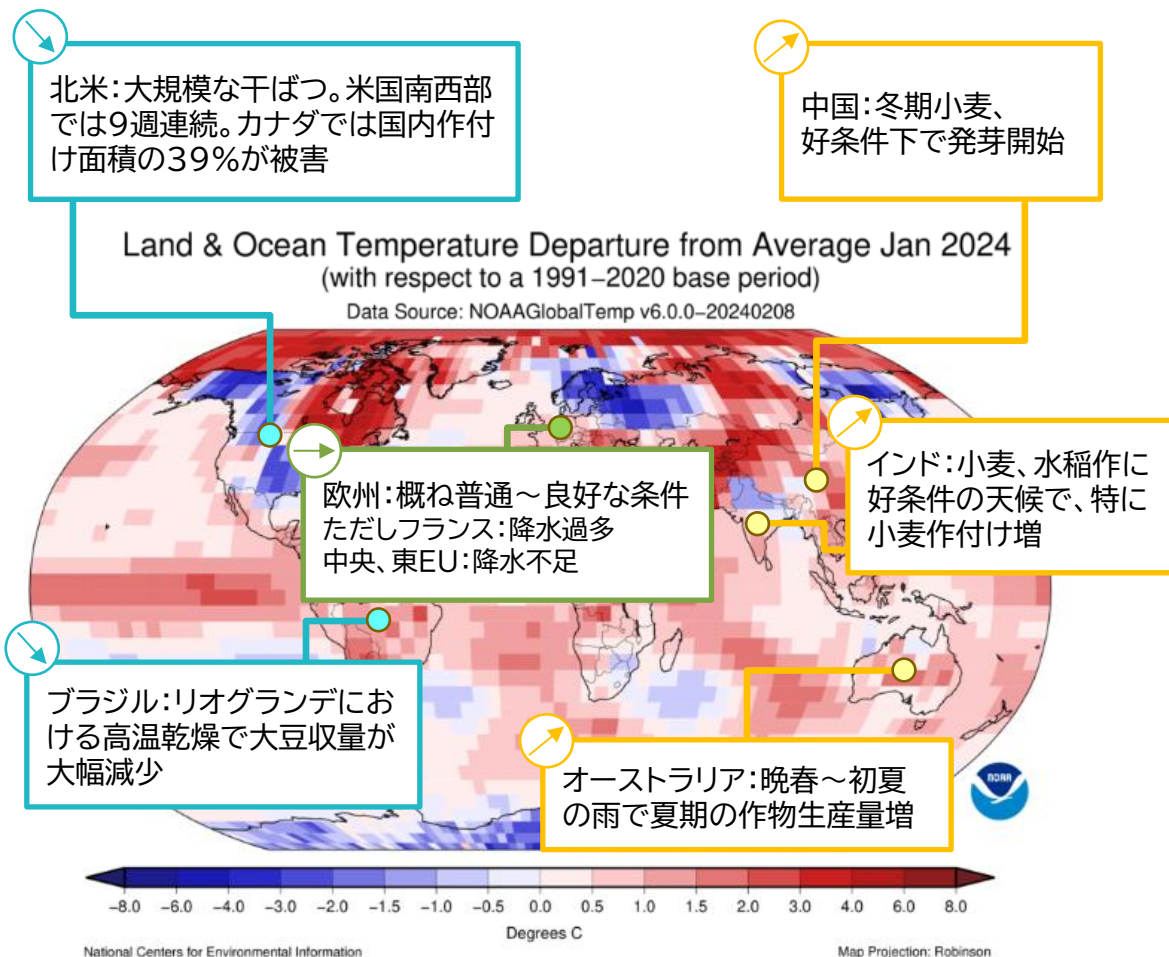 北米：大規模な干ばつ。米国南西部
では9週連続。カナダでは国内作付
け面積の39%が被害
中国：冬期小麦、
好条件下で発芽開始
Land & Ocean Temperature Departure from Average Jan 2024
(with respect to a 1991–2020 base period)
Data Source: NOAAGlobalTemp v6.0.0–20240208
欧州：概ね普通～良好な条件
ただしフランス：降水過多
中央、東EU：降水不足
インド：小麦、水稲作に
好条件の天候で、特に
小麦作付け増
ブラジル：リオグランデにお
ける高温乾燥で大豆収量が
大幅減少
オーストラリア：晩春～初夏
の雨で夏期の作物生産量増
NOAA
−8.0 −6.0 −4.0 −3.0 −2.0 −1.5 −1.0 −0.5 0.0 0.5 1.0 1.5 2.0 3.0 4.0 6.0 8.0
Degrees C
National Centers for Environmental Information
Map Projection: Robinson